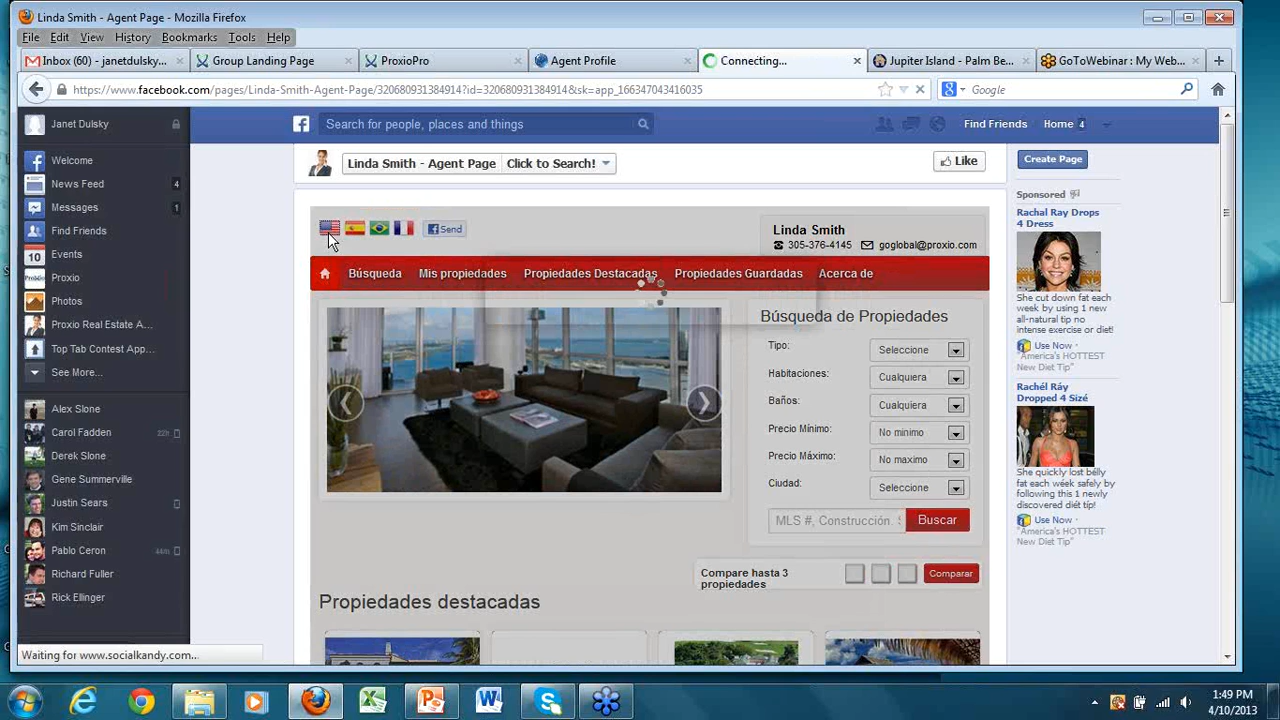 Linda Smith - Agent Page - Mozilla Firefox
File Edit View History Bookmarks Tools Help
Inbox (60) - janetdulsky... Group Landing Page ProxioPro Agent Profile Connecting... Jupiter Island - Palm Be... GoToWebinar : My Web...
https://www.facebook.com/pages/Linda-Smith-Agent-Page/320680931384914?id=320680931384914&sk=app_166347043416035
Google
Janet Dulsky
Search for people, places and things
Find Friends
Home 4
Linda Smith - Agent Page Click to Search!
Like
Create Page
Welcome
News Feed 4
Messages 1
Find Friends
10 Events
Proxio
Photos
Proxio Real Estate A...
Top Tab Contest App...
See More...
Alex Slone
Carol Fadden 22h
Derek Slone
Gene Summerville
Justin Sears
Kim Sinclair
Pablo Ceron 44m
Richard Fuller
Rick Ellinger
Send
Linda Smith
305-376-4145 goglobal@proxio.com
Búsqueda Mis propiedades Propiedades Destacadas Propiedades Guardadas Acerca de
Búsqueda de Propiedades
Tipo: Seleccione
Habitaciones: Cualquiera
Baños: Cualquiera
Precio Mínimo: No minimo
Precio Máximo: No maximo
Ciudad: Seleccione
MLS #, Construcción.
Buscar
Compare hasta 3
propiedades
Comparar
Propiedades destacadas
Sponsored
Rachal Ray Drops
4 Dress
She cut down fat each
week by using 1 new
all-natural tip no
intense exercise or diet!
Use Now ·
"America's HOTTEST
New Diet Tip"
Rachél Ráy
Dropped 4 Sizé
She quickly lost bélly
fat each wéek safely by
following this 1 newly
discovered diét tip!
Use Now ·
"America's HOTTEST
New Diet Tip"
Waiting for www.socialkandy.com...
1:49 PM
4/10/2013